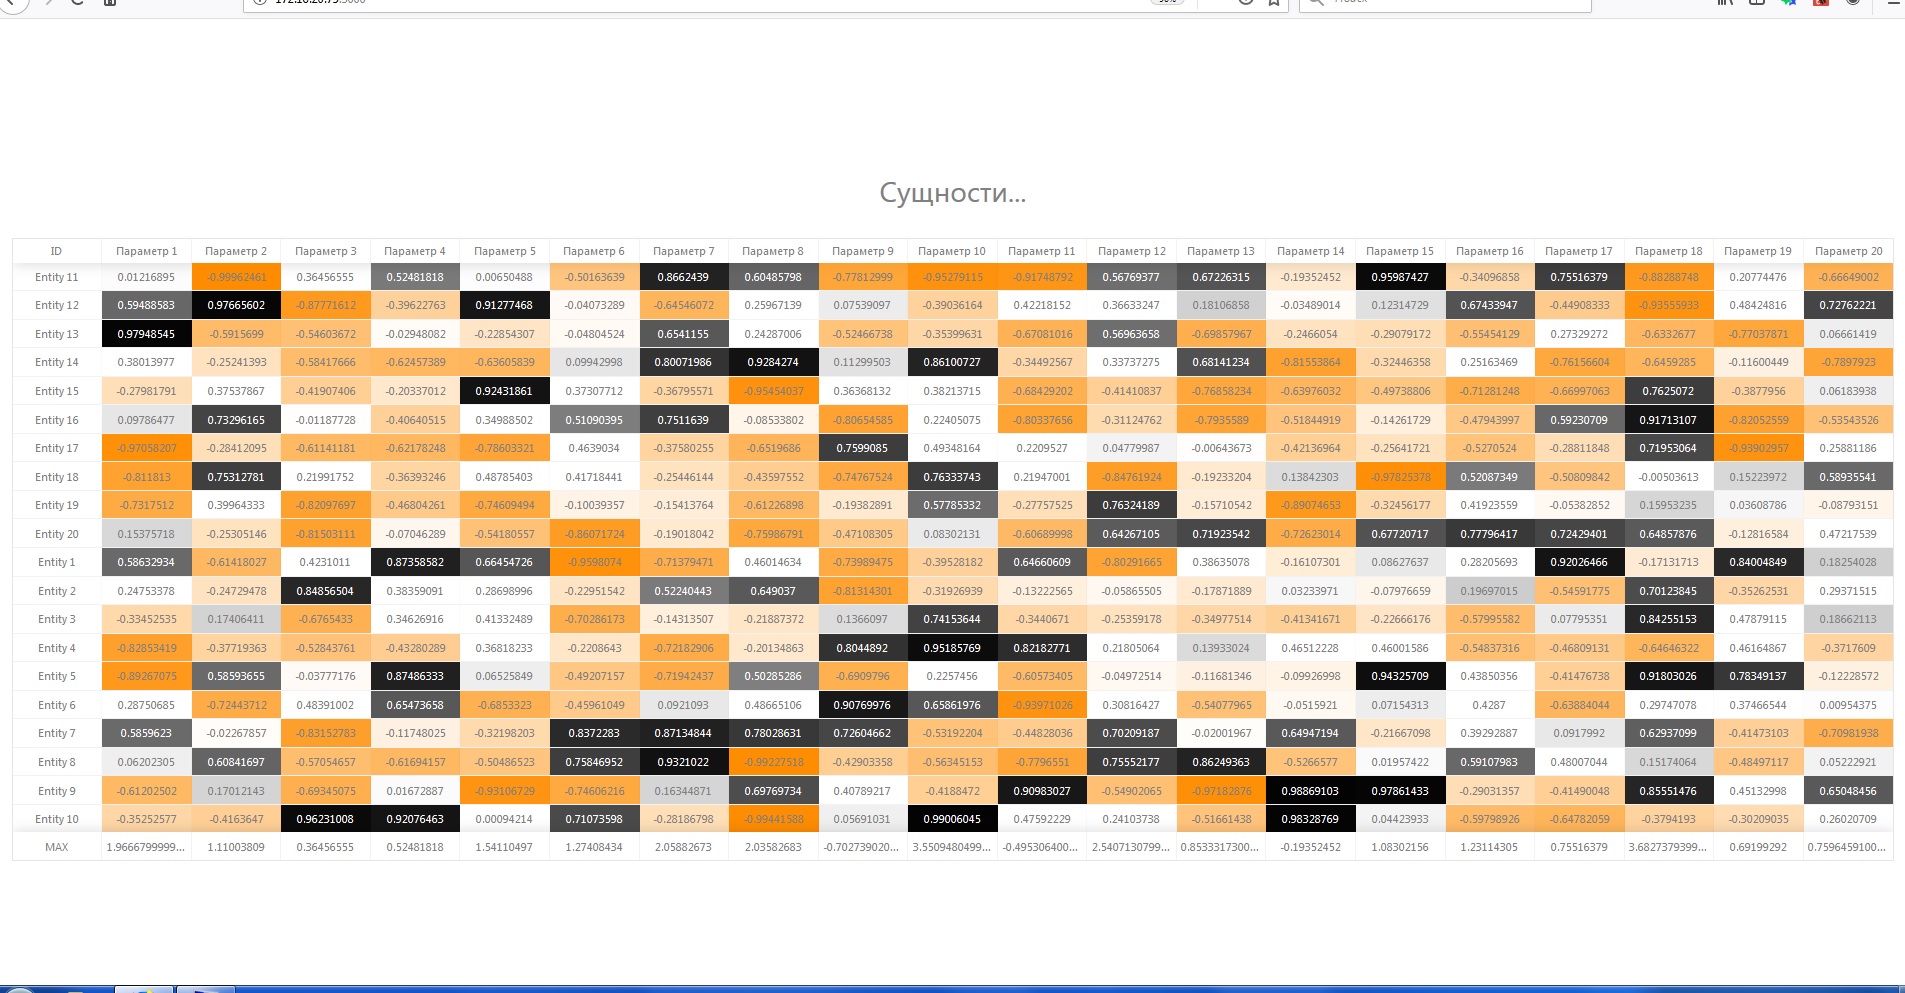 Сущности...
ID Параметр 1 Параметр 2 Параметр 3 Параметр 4 Параметр 5 Параметр 6 Параметр 7 Параметр 8 Параметр 9 Параметр 10 Параметр 11 Параметр 12 Параметр 13 Параметр 14 Параметр 15 Параметр 16 Параметр 17 Параметр 18 Параметр 19 Параметр 20
Entity 11 0.01216895 -0.99962461 0.36456555 0.52481818 0.00650488 -0.50163639 0.8662439 0.60485798 -0.77812999 -0.95279115 -0.91748792 0.56769377 0.67226315 -0.19352452 0.95987427 -0.34096858 0.75516379 -0.88288748 0.20774476 -0.66649002
Entity 12 0.59488583 0.97665602 -0.87771612 -0.39622763 0.91277468 -0.04073289 -0.64546072 0.25967139 0.07539097 -0.39036164 0.42218152 0.36633247 0.18106858 -0.03489014 0.12314729 0.67433947 -0.44908333 -0.93555933 0.48424816 0.72762221
Entity 13 0.97948545 -0.5915699 -0.54603672 -0.02948082 -0.22854307 -0.04804524 0.6541155 0.24287006 -0.52466738 -0.35399631 -0.67081016 0.56963658 -0.69857967 -0.2466054 -0.29079172 -0.55454129 0.27329272 -0.6332677 -0.77037871 0.06661419
Entity 14 0.38013977 -0.25241393 -0.58417666 -0.62457389 -0.63605839 0.09942998 0.80071986 0.9284274 0.11299503 0.86100727 -0.34492567 0.33737275 0.68141234 -0.81553864 -0.32446358 0.25163469 -0.76156604 -0.6459285 -0.11600449 -0.7897923
Entity 15 -0.27981791 0.37537867 -0.41907406 -0.20337012 0.92431861 0.37307712 -0.36795571 -0.95454037 0.36368132 0.38213715 -0.68429202 -0.41410837 -0.76858234 -0.63976032 -0.49738806 -0.71281248 -0.66997063 0.7625072 -0.3877956 0.06183938
Entity 16 0.09786477 0.73296165 -0.01187728 -0.40640515 0.34988502 0.51090395 0.7511639 -0.08533802 -0.80654585 0.22405075 -0.80337656 -0.31124762 -0.7935589 -0.51844919 -0.14261729 -0.47943997 0.59230709 0.91713107 -0.82052559 -0.53543526
Entity 17 -0.97058207 -0.28412095 -0.61141181 -0.62178248 -0.78603321 0.4639034 -0.37580255 -0.6519686 0.7599085 0.49348164 0.2209527 0.04779987 -0.00643673 -0.42136964 -0.25641721 -0.5270524 -0.28811848 0.71953064 -0.93902957 0.25881186
Entity 18 -0.811813 0.75312781 0.21991752 -0.36393246 0.48785403 0.41718441 -0.25446144 -0.43597552 -0.74767524 0.76333743 0.21947001 -0.84761924 -0.19233204 0.13842303 -0.97825378 0.52087349 -0.50809842 -0.00503613 0.15223972 0.58935541
Entity 19 -0.7317512 0.39964333 -0.82097697 -0.46804261 -0.74609494 -0.10039357 -0.15413764 -0.61226898 -0.19382891 0.57785332 -0.27757525 0.76324189 -0.15710542 -0.89074653 -0.32456177 0.41923559 -0.05382852 0.15953235 0.03608786 -0.08793151
Entity 20 0.15375718 -0.25305146 -0.81503111 -0.07046289 -0.54180557 -0.86071724 -0.19018042 -0.75986791 -0.47108305 0.08302131 -0.60689998 0.64267105 0.71923542 -0.72623014 0.67720717 0.77796417 0.72429401 0.64857876 -0.12816584 0.47217539
Entity 1 0.58632934 -0.61418027 0.4231011 0.87358582 0.66454726 -0.9598074 -0.71379471 0.46014634 -0.73989475 -0.39528182 0.64660609 -0.80291665 0.38635078 -0.16107301 0.08627637 0.28205693 0.92026466 -0.17131713 0.84004849 0.18254028
Entity 2 0.24753378 -0.24729478 0.84856504 0.38359091 0.28698996 -0.22951542 0.52240443 0.649037 -0.81314301 -0.31926939 -0.13222565 -0.05865505 -0.17871889 0.03233971 -0.07976659 0.19697015 -0.54591775 0.70123845 -0.35262531 0.29371515
Entity 3 -0.33452535 0.17406411 -0.6765433 0.34626916 0.41332489 -0.70286173 -0.14313507 -0.21887372 0.1366097 0.74153644 -0.3440671 -0.25359178 -0.34977514 -0.41341671 -0.22666176 -0.57995582 0.07795351 0.84255153 0.47879115 0.18662113
Entity 4 -0.82853419 -0.37719363 -0.52843761 -0.43280289 0.36818233 -0.2208643 -0.72182906 -0.20134863 0.8044892 0.95185769 0.82182771 0.21805064 0.13933024 0.46512228 0.46001586 -0.54837316 -0.46809131 -0.64646322 0.46164867 -0.3717609
Entity 5 -0.89267075 0.58593655 -0.03777176 0.87486333 0.06525849 -0.49207157 -0.71942437 0.50285286 -0.6909796 0.2257456 -0.60573405 -0.04972514 -0.11681346 -0.09926998 0.94325709 0.43850356 -0.41476738 0.91803026 0.78349137 -0.12228572
Entity 6 0.28750685 -0.72443712 0.48391002 0.65473658 -0.6853323 -0.45961049 0.0921093 0.48665106 0.90769976 0.65861976 -0.93971026 0.30816427 -0.54077965 -0.0515921 0.07154313 0.4287 -0.63884044 0.29747078 0.37466544 0.00954375
Entity 7 0.5859623 -0.02267857 -0.83152783 -0.11748025 -0.32198203 0.8372283 0.87134844 0.78028631 0.72604662 -0.53192204 -0.44828036 0.70209187 -0.02001967 0.64947194 -0.21667098 0.39292887 0.0917992 0.62937099 -0.41473103 -0.70981938
Entity 8 0.06202305 0.60841697 -0.57054657 -0.61694157 -0.50486523 0.75846952 0.9321022 -0.99227518 -0.42903358 -0.56345153 -0.7796551 0.75552177 0.86249363 -0.5266577 0.01957422 0.59107983 0.48007044 0.15174064 -0.48497117 0.05222921
Entity 9 -0.61202502 0.17012143 -0.69345075 0.01672887 -0.93106729 -0.74606216 0.16344871 0.69769734 0.40789217 -0.4188472 0.90983027 -0.54902065 -0.97182876 0.98869103 0.97861433 -0.29031357 -0.41490048 0.85551476 0.45132998 0.65048456
Entity 10 -0.35252577 -0.4163647 0.96231008 0.92076463 0.00094214 0.71073598 -0.28186798 -0.99441588 0.05691031 0.99006045 0.47592229 0.24103738 -0.51661438 0.98328769 0.04423933 -0.59798926 -0.64782059 -0.3794193 -0.30209035 0.26020709
MAX 1.9666799999... 1.11003809 0.36456555 0.52481818 1.54110497 1.27408434 2.05882673 2.03582683 -0.702739020... 3.5509480499... -0.495306400... 2.5407130799... 0.8533317300... -0.19352452 1.08302156 1.23114305 0.75516379 3.6827379399... 0.69199292 0.7596459100...